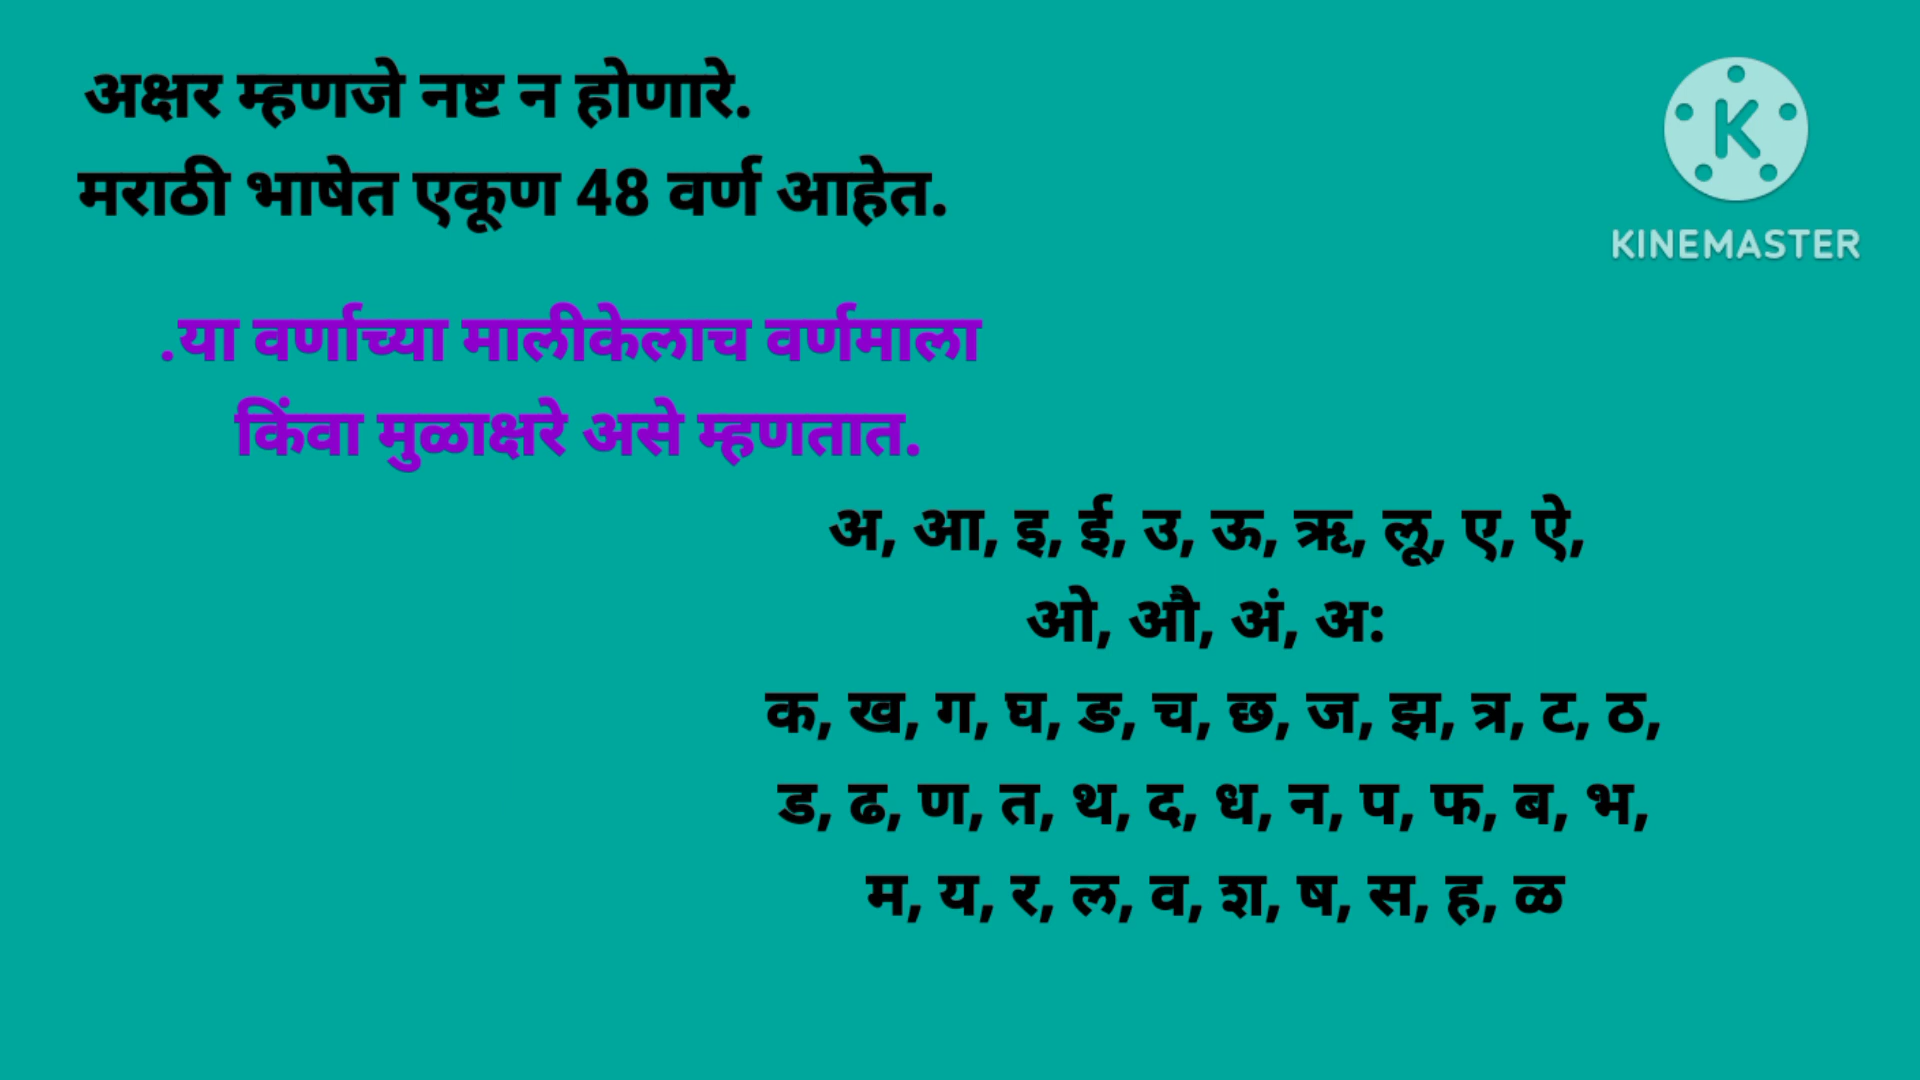 अक्षर म्हणजे नष्ट न होणारे.
मराठी भाषेत एकूण 48 वर्ण आहेत.
K
KINEMASTER
.या वर्णाच्या मालीकेलाच वर्णमाला
किंवा मुळाक्षरे असे म्हणतात.
अ, आ, इ, ई, उ, ऊ, ऋ, लू, ए, ऐ,
ओ, औ, अं, अ:
क, ख, ग, घ, ङ, च, छ, ज, झ, त्र, ट, ठ,
ड, ढ, ण, त, थ, द, ध, न, प, फ, ब, भ,
म, य, र, ल, व, श, ष, स, ह, ळ